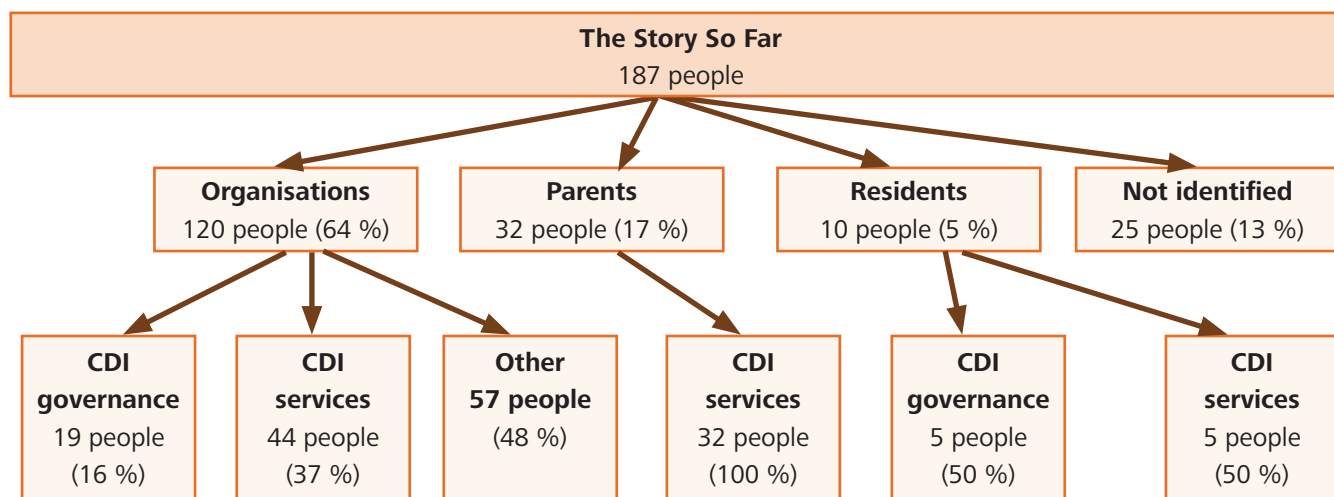 The Story So Far
187 people
Organisations
120 people (64 %)
Parents
32 people (17 %)
Residents
10 people (5 %)
Not identified
25 people (13 %)
CDI
governance
19 people
(16 %)
CDI
services
44 people
(37 %)
Other
57 people
(48 %)
CDI
services
32 people
(100 %)
CDI
governance
5 people
(50 %)
CDI
services
5 people
(50 %)